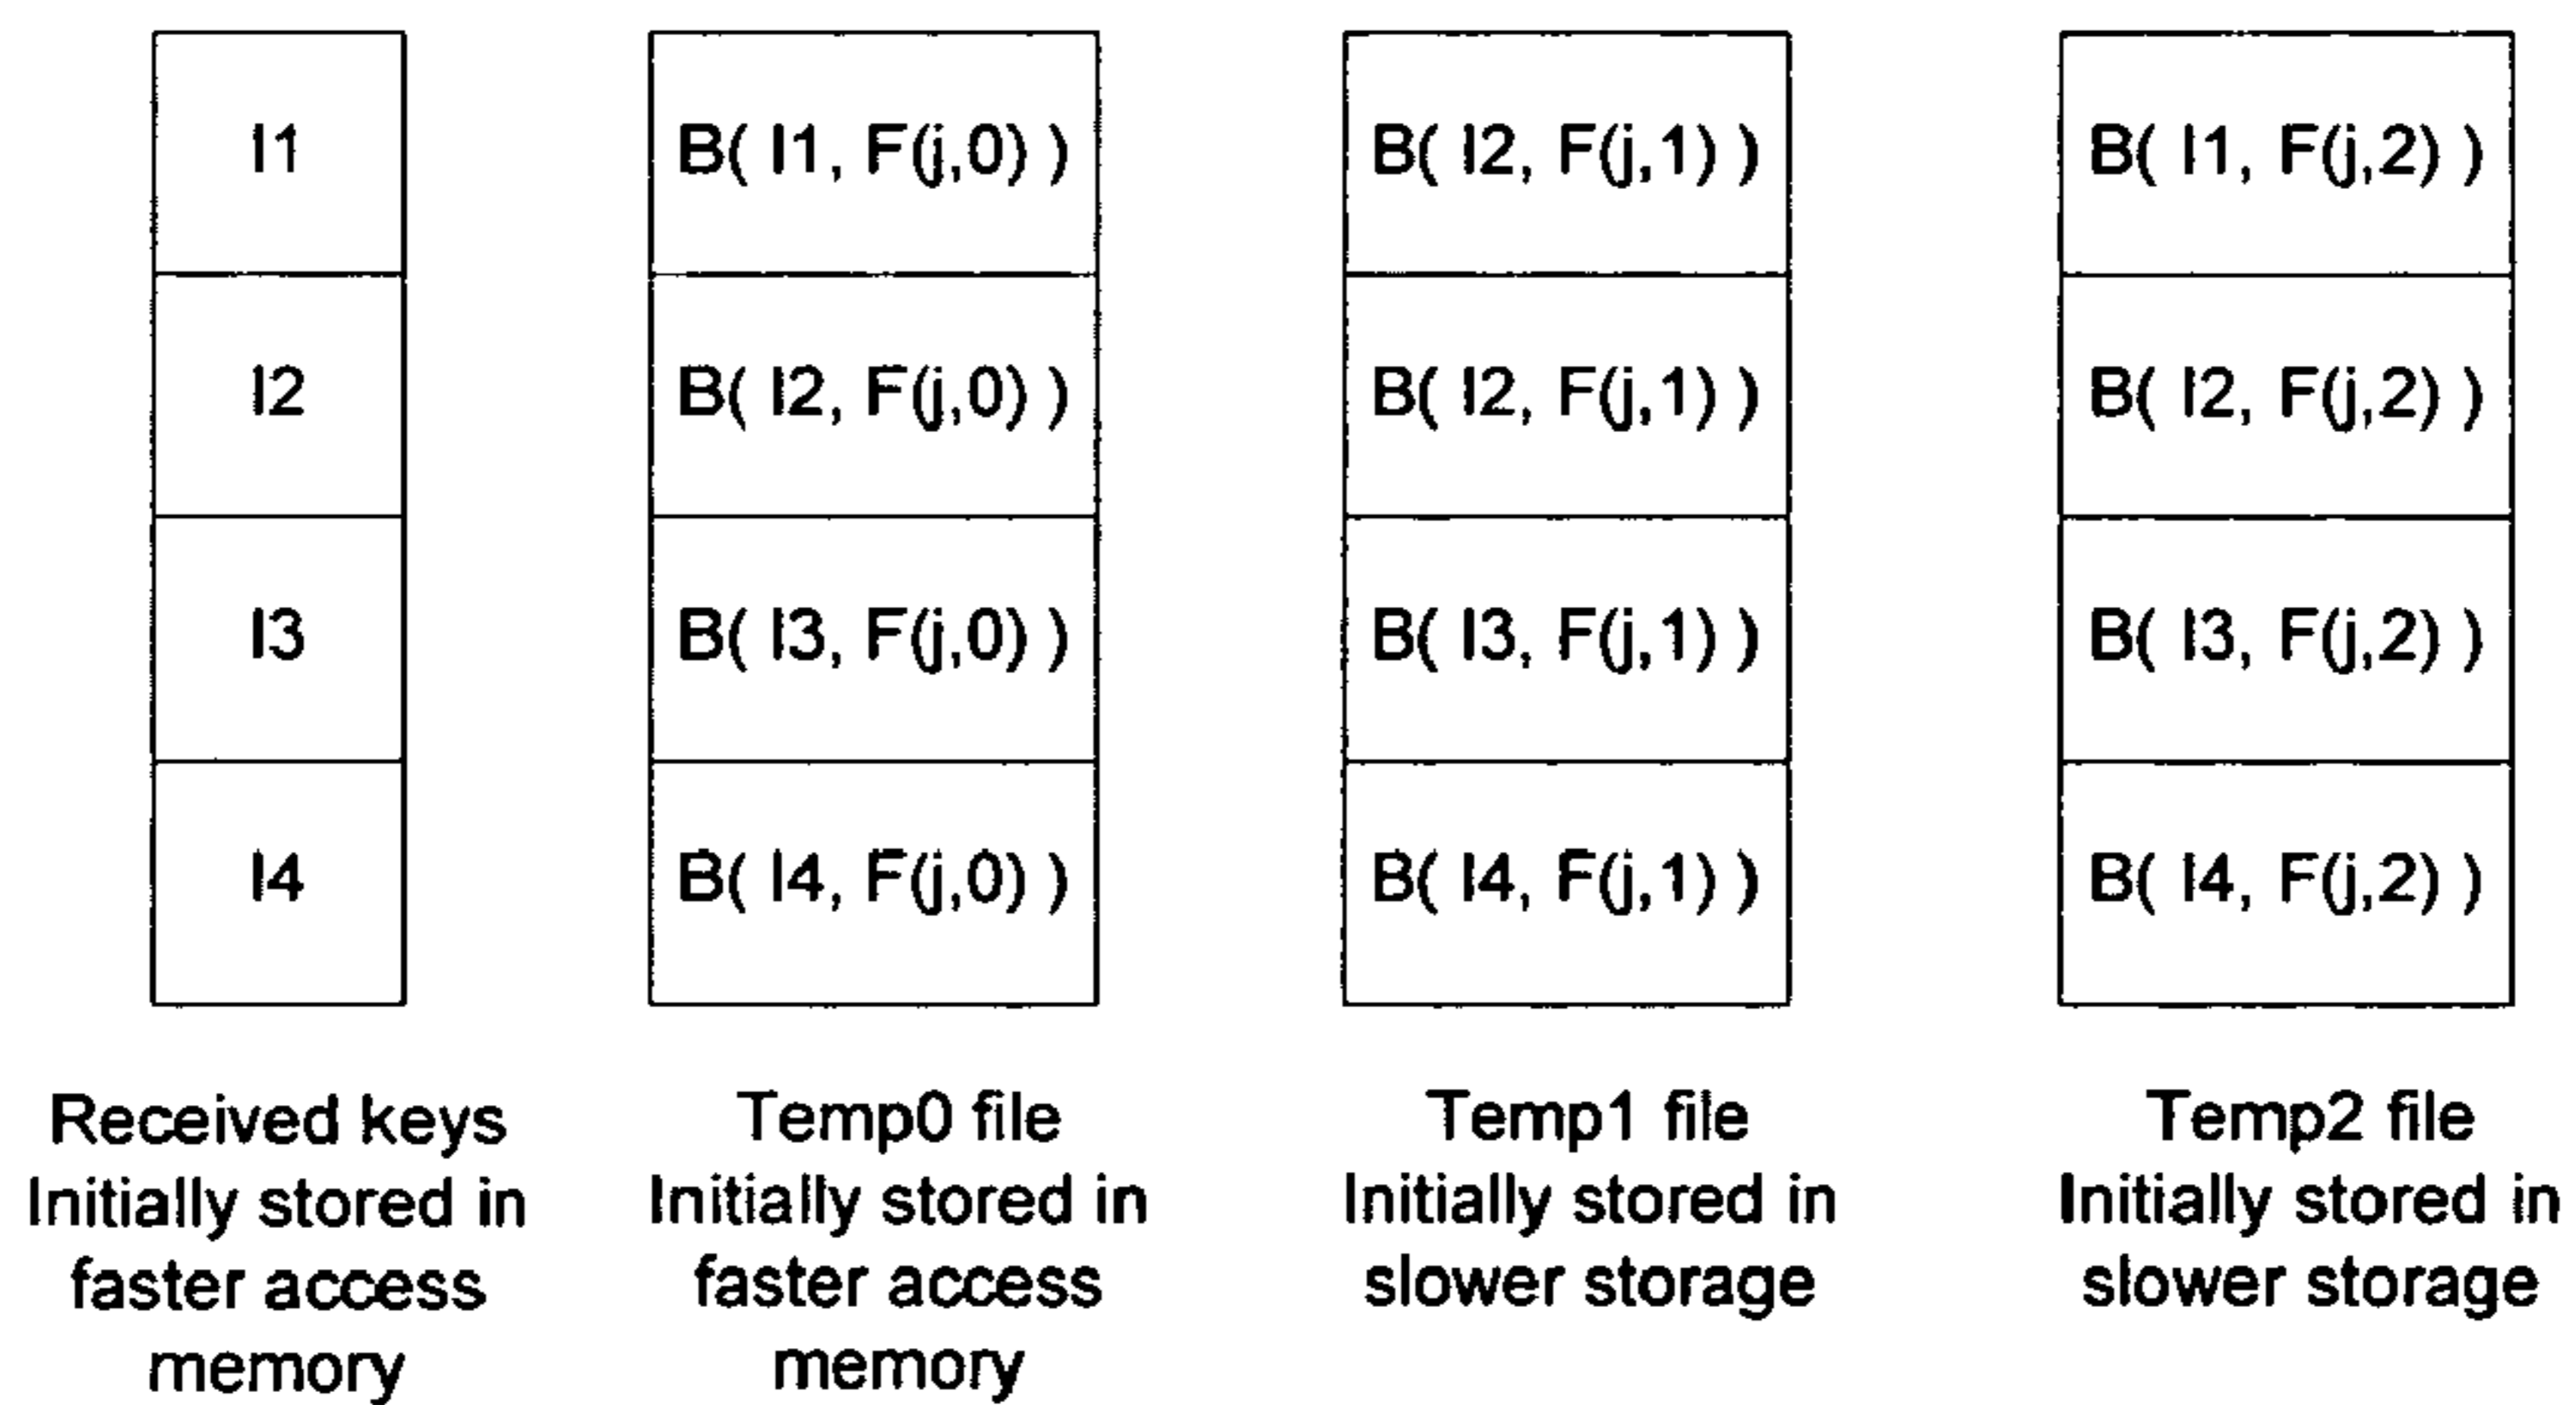 I1
B( I1, F(j,0) )
B( I2, F(j,1) )
B( I1, F(j,2) )
I2
B( I2, F(j,0) )
B( I2, F(j,1) )
B( I2, F(j,2) )
I3
B( I3, F(j,0) )
B( I3, F(j,1) )
B( I3, F(j,2) )
I4
B( I4, F(j,0) )
B( I4, F(j,1) )
B( I4, F(j,2) )
Received keys
Initially stored in
faster access
memory
Temp0 file
Initially stored in
faster access
memory
Temp1 file
Initially stored in
slower storage
Temp2 file
Initially stored in
slower storage